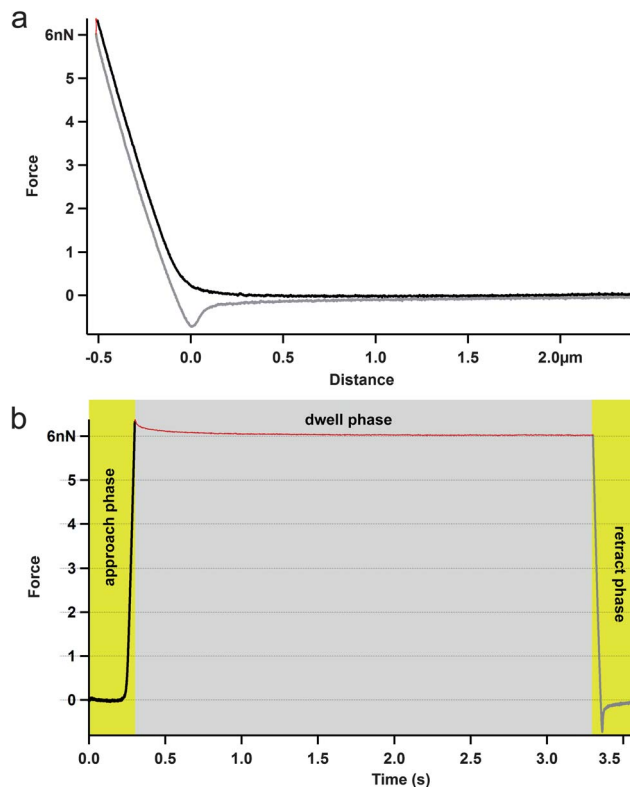 a
6nN
5
4
3
2
1
0
Force
-0.5
0.0
0.5
1.0
1.5
2.0µm
Distance
b
dwell phase
6nN
5
4
3
2
1
0
Force
approach phase
retract phase
0.0
0.5
1.0
1.5
2.0
2.5
3.0
3.5
Time (s)